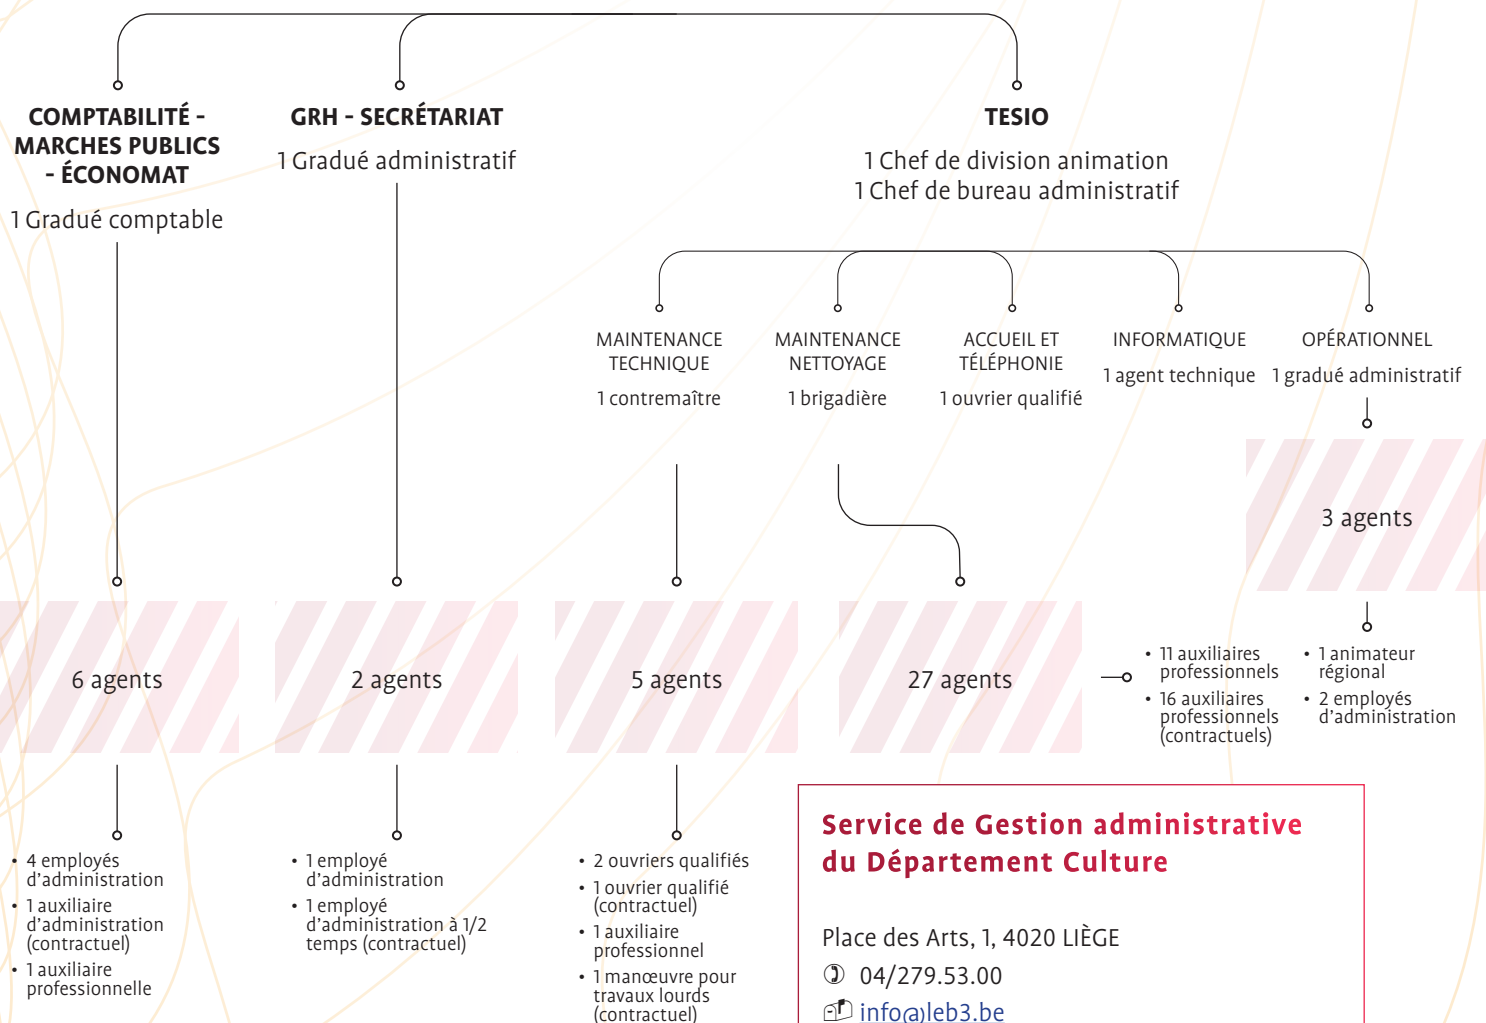 COMPTABILITÉ -
MARCHES PUBLICS
- ÉCONOMAT
1 Gradué comptable
GRH - SECRÉTARIAT
1 Gradué administratif
TESIO
1 Chef de division animation
1 Chef de bureau administratif
MAINTENANCE
TECHNIQUE
1 contremaître
MAINTENANCE
NETTOYAGE
1 brigadière
ACCUEIL ET
TÉLÉPHONIE
1 ouvrier qualifié
INFORMATIQUE
1 agent technique
OPÉRATIONNEL
1 gradué administratif
3 agents
6 agents
2 agents
5 agents
27 agents
• 11 auxiliaires
professionnels
• 16 auxiliaires
professionnels
(contractuels)
• 1 animateur
régional
• 2 employés
d'administration
• 4 employés
d'administration
• 1 auxiliaire
d'administration
(contractuel)
• 1 auxiliaire
professionnelle
• 1 employé
d'administration
• 1 employé
d'administration à 1/2
temps (contractuel)
• 2 ouvriers qualifiés
• 1 ouvrier qualifié
(contractuel)
• 1 auxiliaire
professionnel
• 1 manœuvre pour
travaux lourds
(contractuel)
Service de Gestion administrative
du Département Culture
Place des Arts, 1, 4020 LIÈGE
04/279.53.00
info@leb3.be